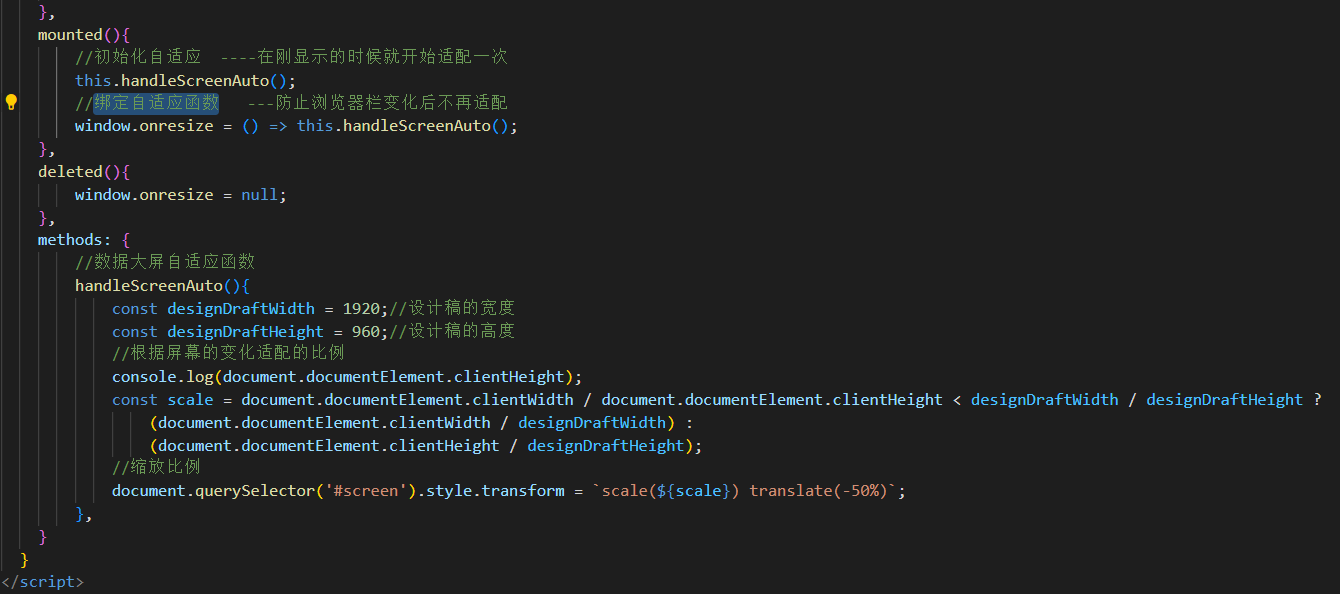 },
mounted(){
//初始化自适应  ----在刚显示的时候就开始适配一次
this.handleScreenAuto();
//绑定自适应函数   ---防止浏览器栏变化后不再适配
window.onresize = () => this.handleScreenAuto();
},
deleted(){
window.onresize = null;
},
methods: {
//数据大屏自适应函数
handleScreenAuto(){
const designDraftWidth = 1920;//设计稿的宽度
const designDraftHeight = 960;//设计稿的高度
//根据屏幕的变化适配的比例
console.log(document.documentElement.clientHeight);
const scale = document.documentElement.clientWidth / document.documentElement.clientHeight < designDraftWidth / designDraftHeight ?
(document.documentElement.clientWidth / designDraftWidth) :
(document.documentElement.clientHeight / designDraftHeight);
//缩放比例
document.querySelector('#screen').style.transform = `scale(${scale}) translate(-50%)`;
},
}
}
</script>